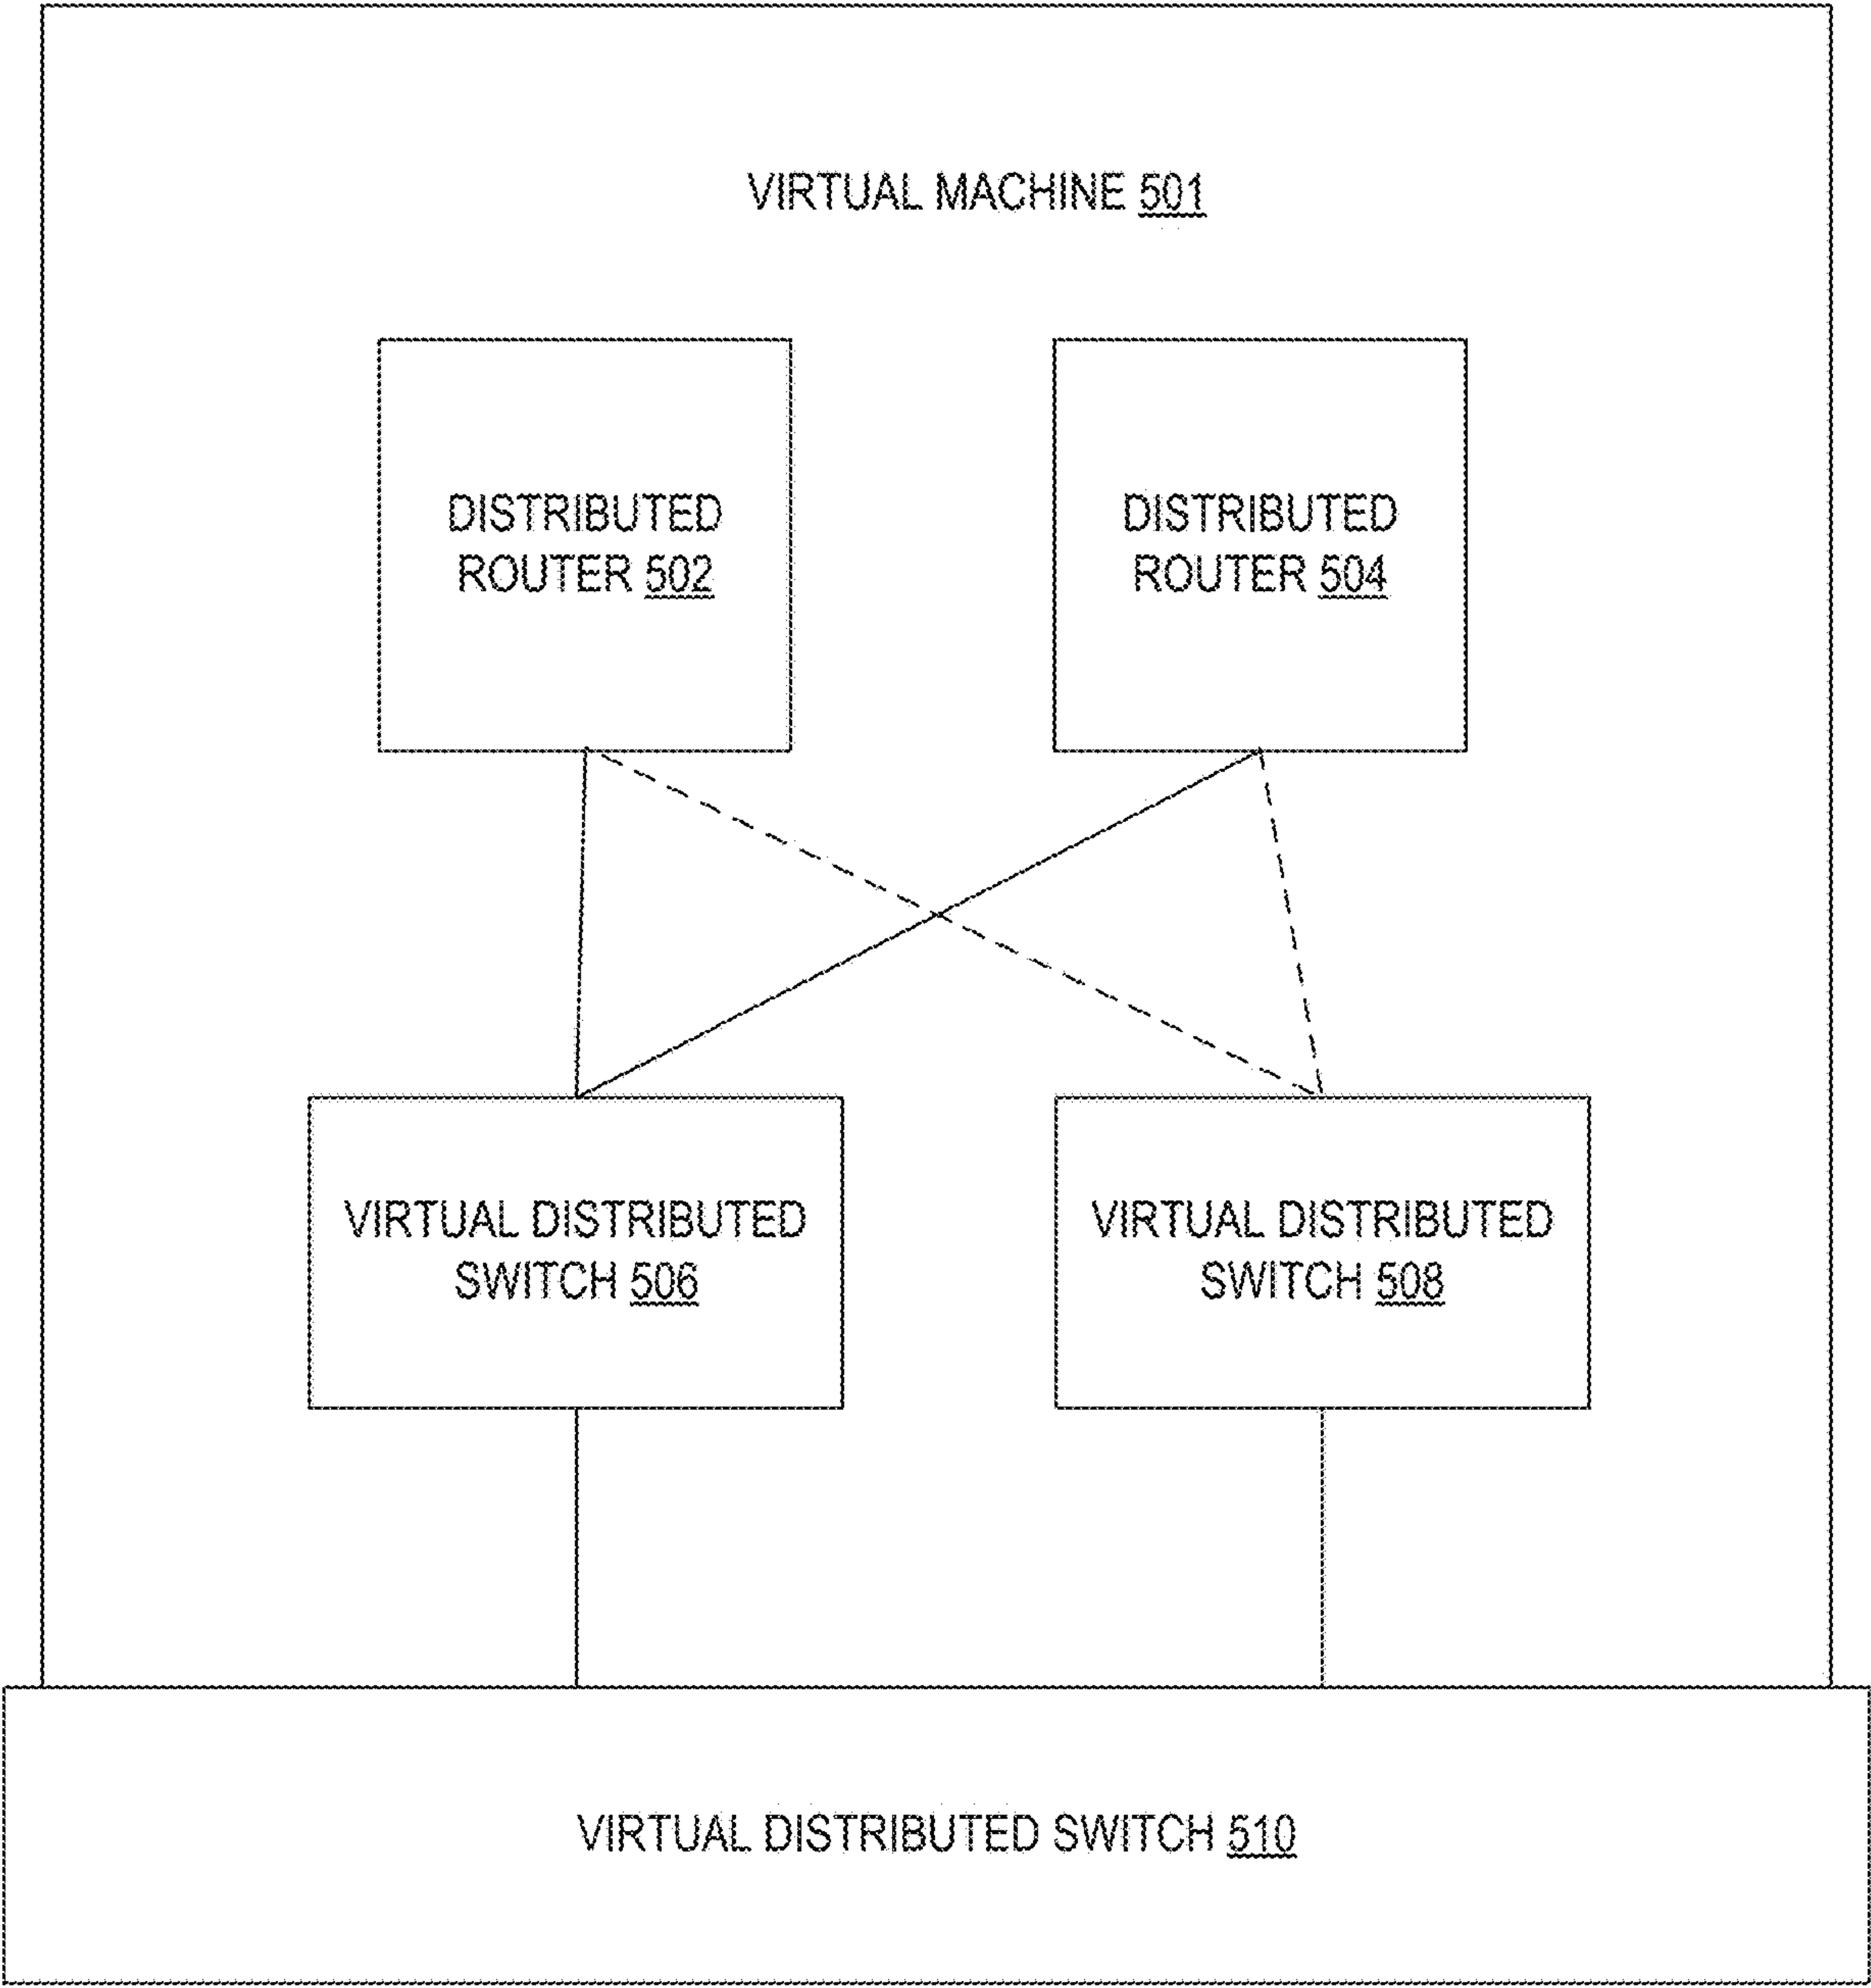 VIRTUAL MACHINE 501
DISTRIBUTED
ROUTER 502
DISTRIBUTED
ROUTER 504
VIRTUAL DISTRIBUTED
SWITCH 506
VIRTUAL DISTRIBUTED
SWITCH 508
VIRTUAL DISTRIBUTED SWITCH 510